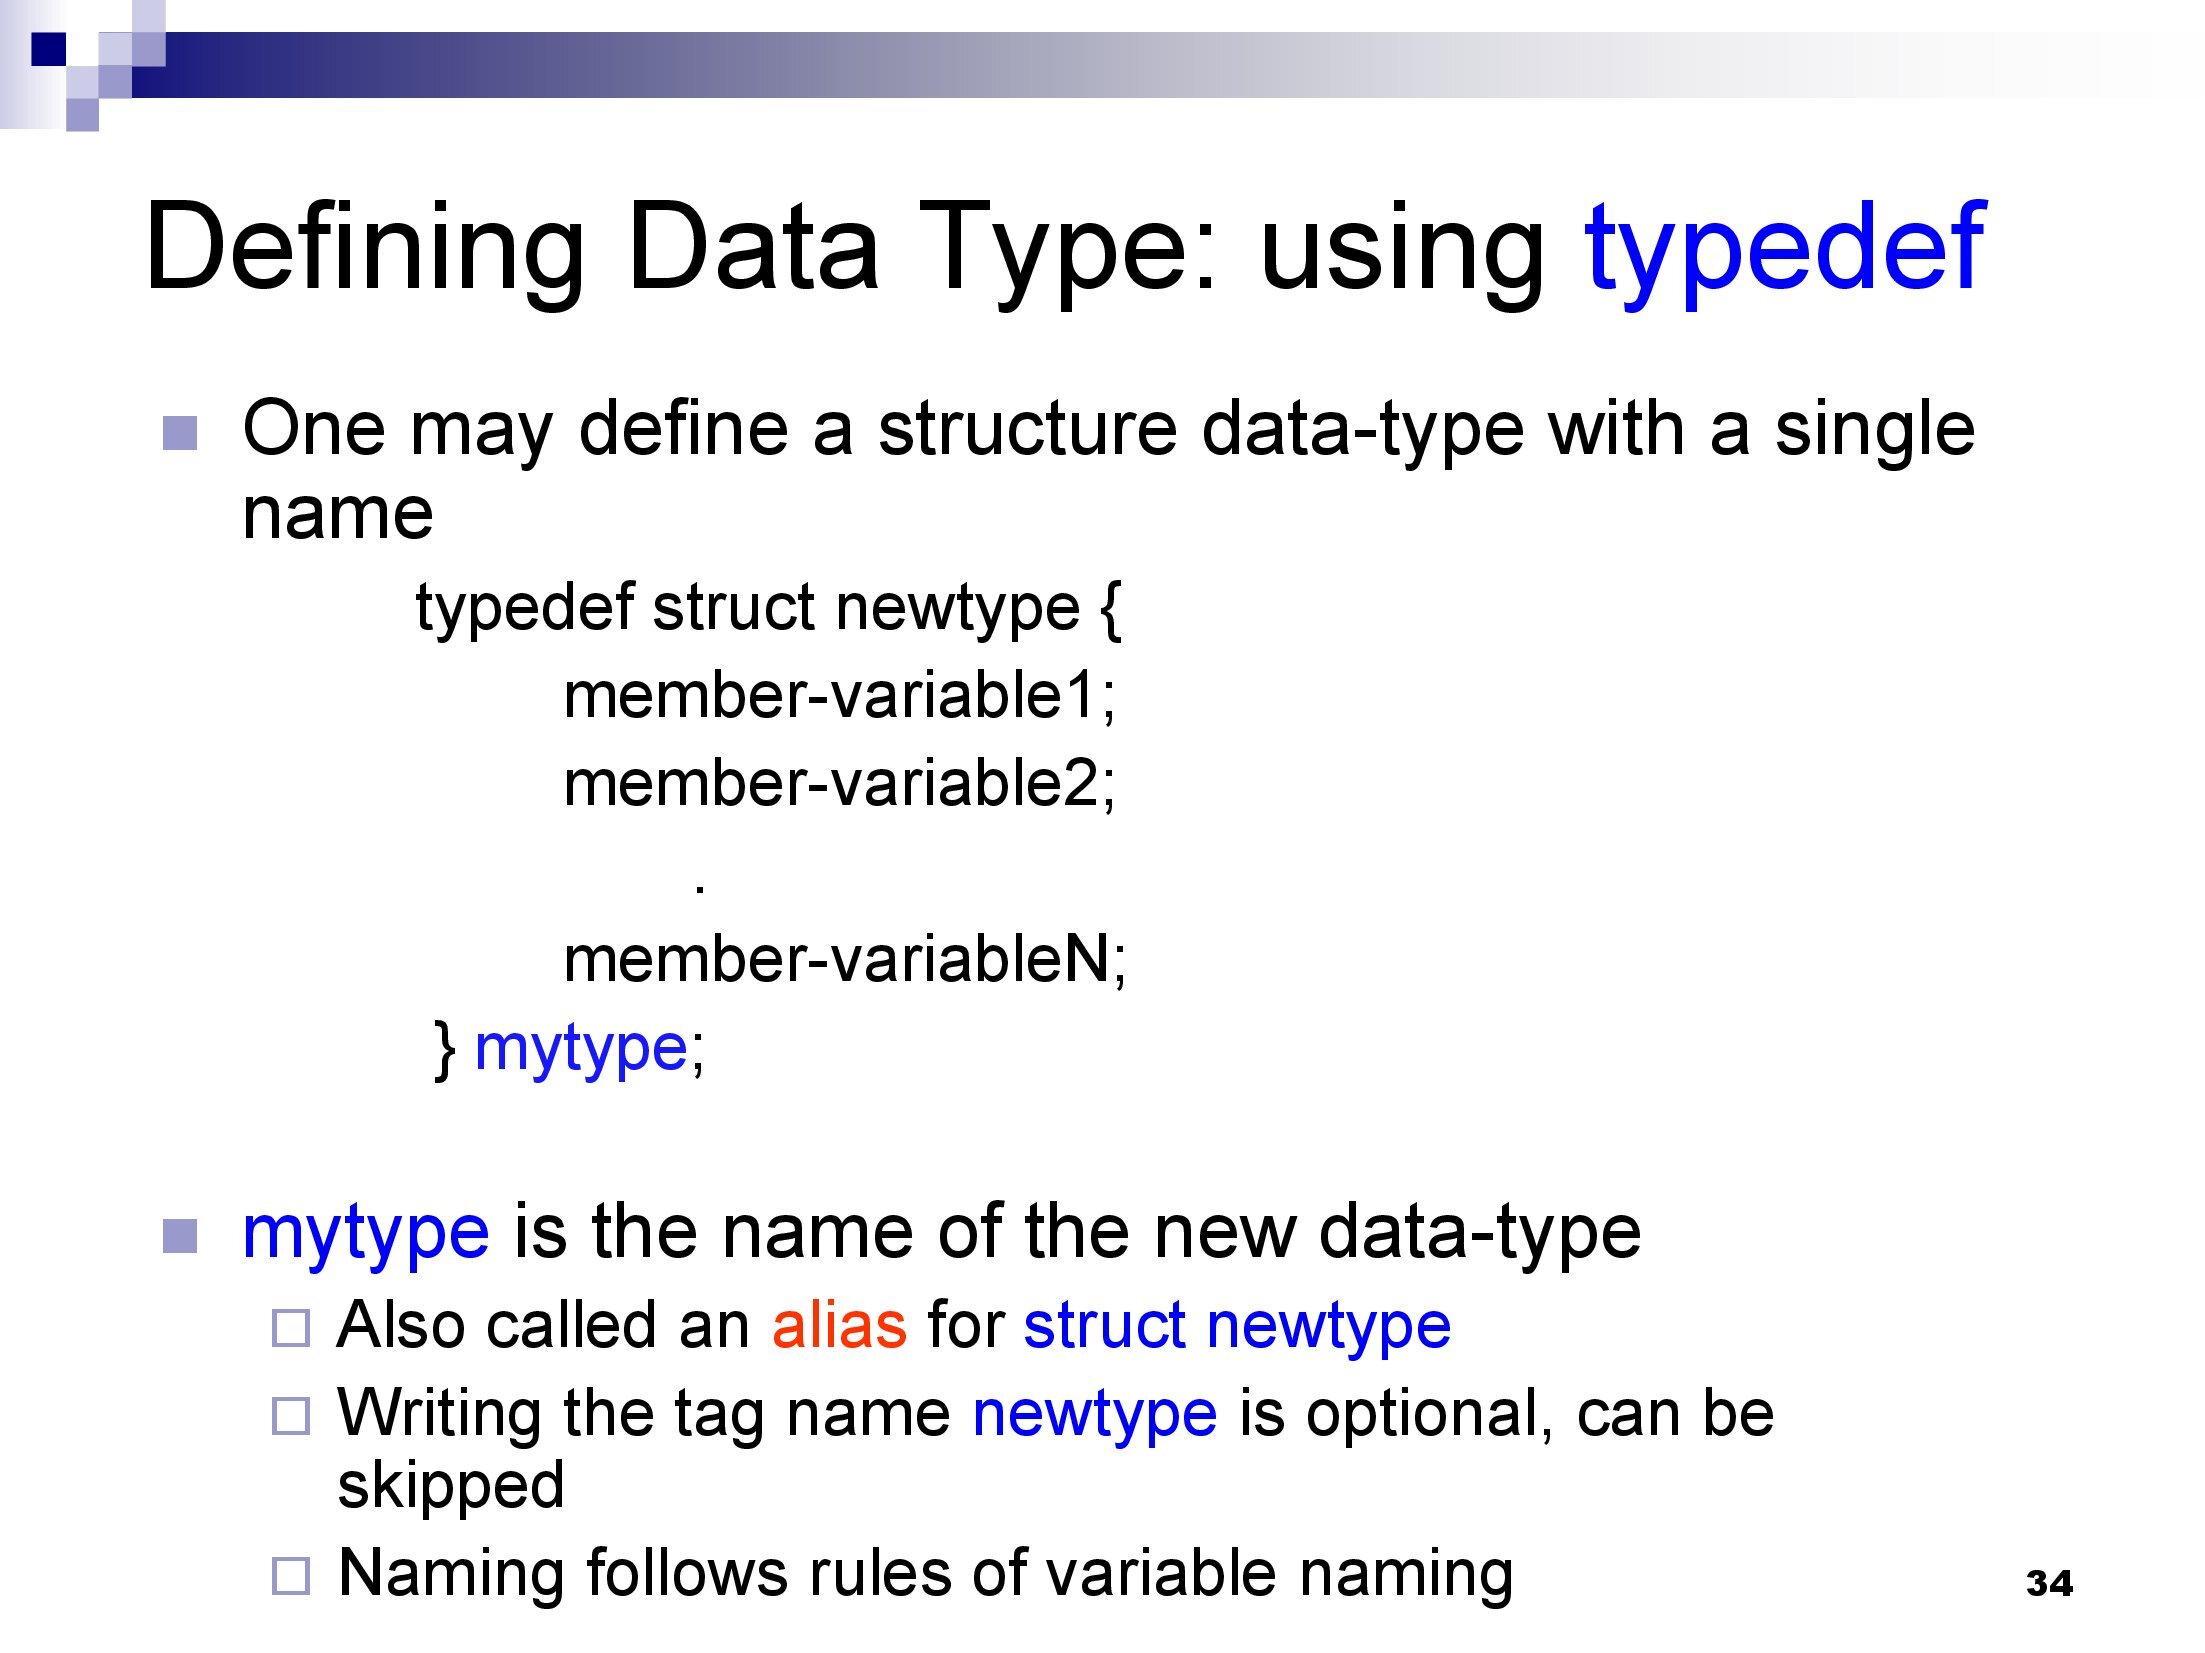 Defining Data Type: using typedef
One may define a structure data-type with a single
name
typedef struct newtype {
member-variable1;
member-variable2;
.
member-variableN;
} mytype;
mytype is the name of the new data-type
Also called an alias for struct newtype
Writing the tag name newtype is optional, can be
skipped
Naming follows rules of variable naming
34